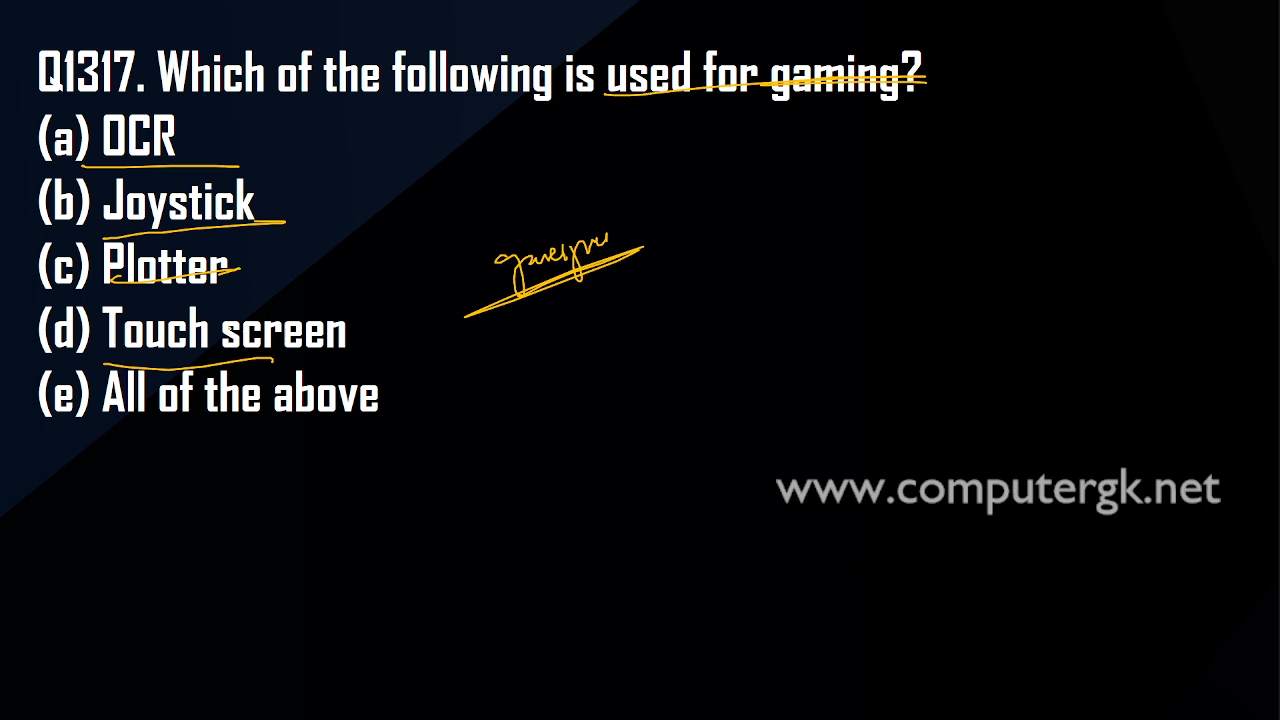 Q1317. Which of the following is used for gaming?
(a) OCR
(b) Joystick
(c) Plotter
(d) Touch screen
(e) All of the above
www.computergk.net